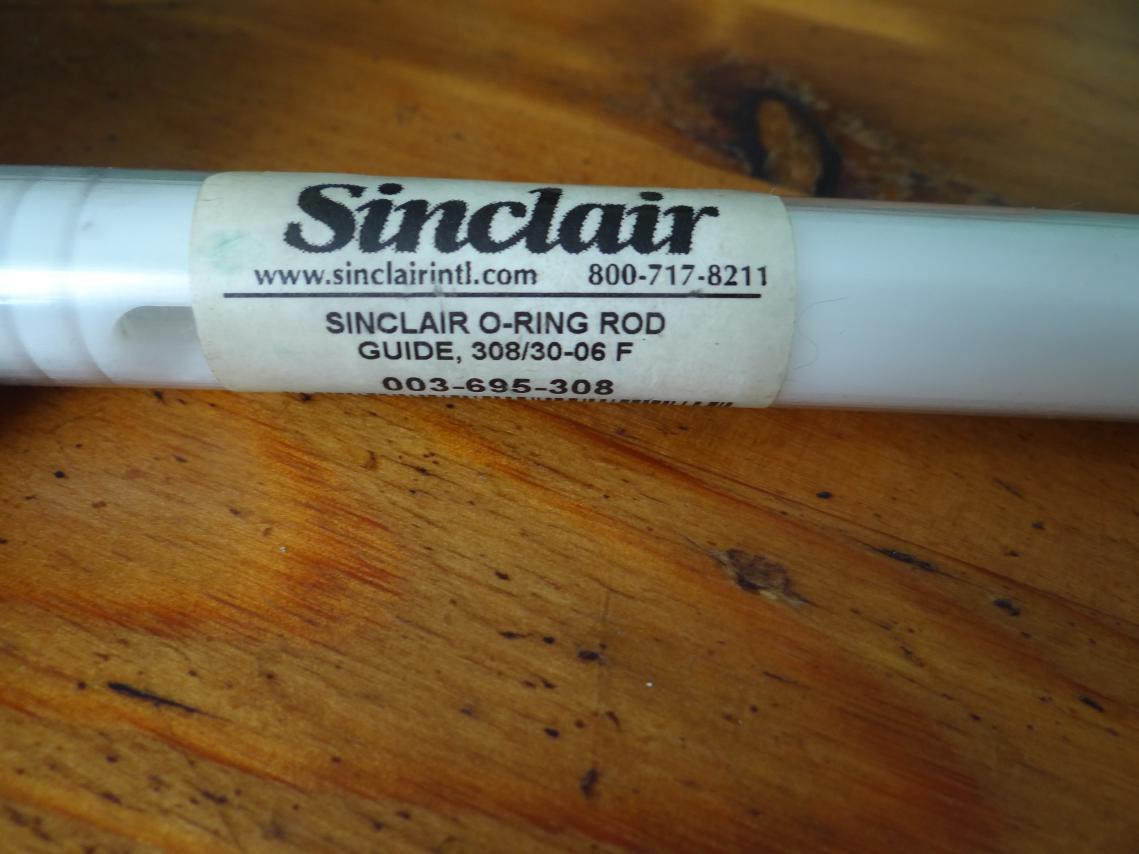 Sinclair
www.sinclairintl.com 800-717-8211
SINCLAIR O-RING ROD
GUIDE, 308/30-06 F
003-695-308